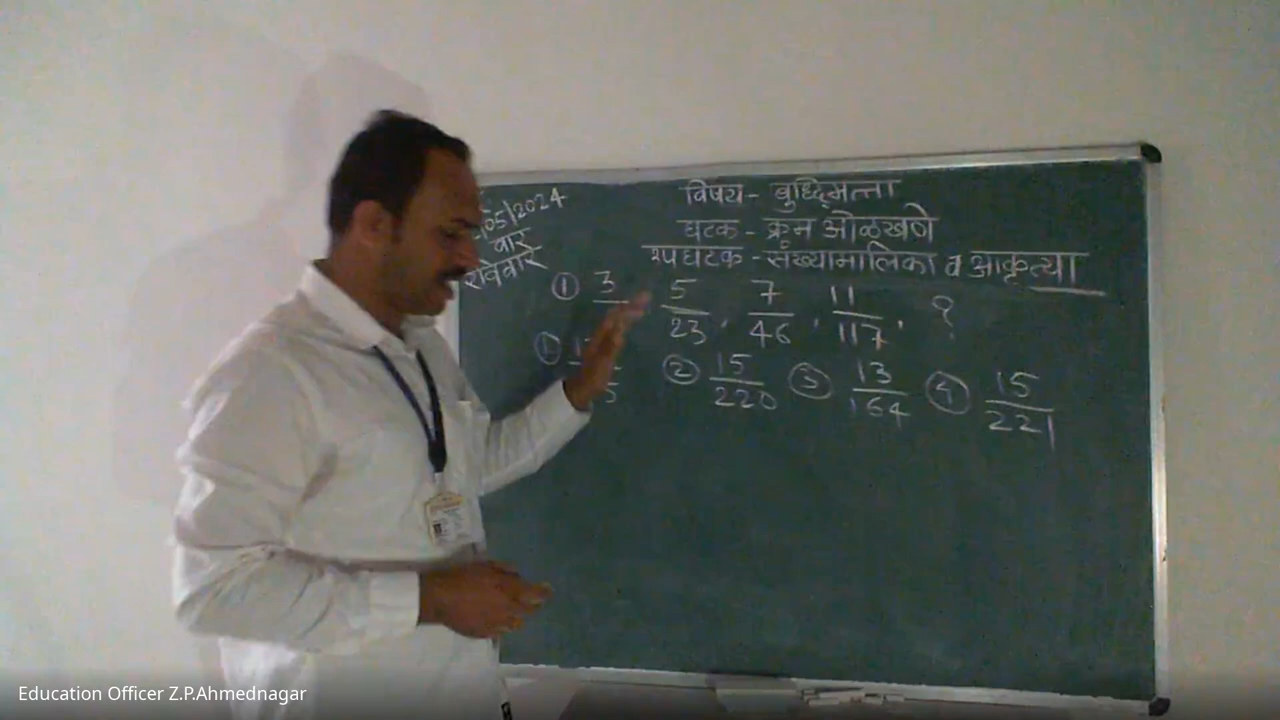 05/2024
वार
रविवार
विषय - बुध्दिमत्ता
घटक - क्रम ओळखणे
उपघटक - संख्यामालिका व आकृत्या
① 3 5/23, 7/46, 11/117, ?
② 15/220 ③ 13/164 ④ 15/221
Education Officer Z.P.Ahmednagar